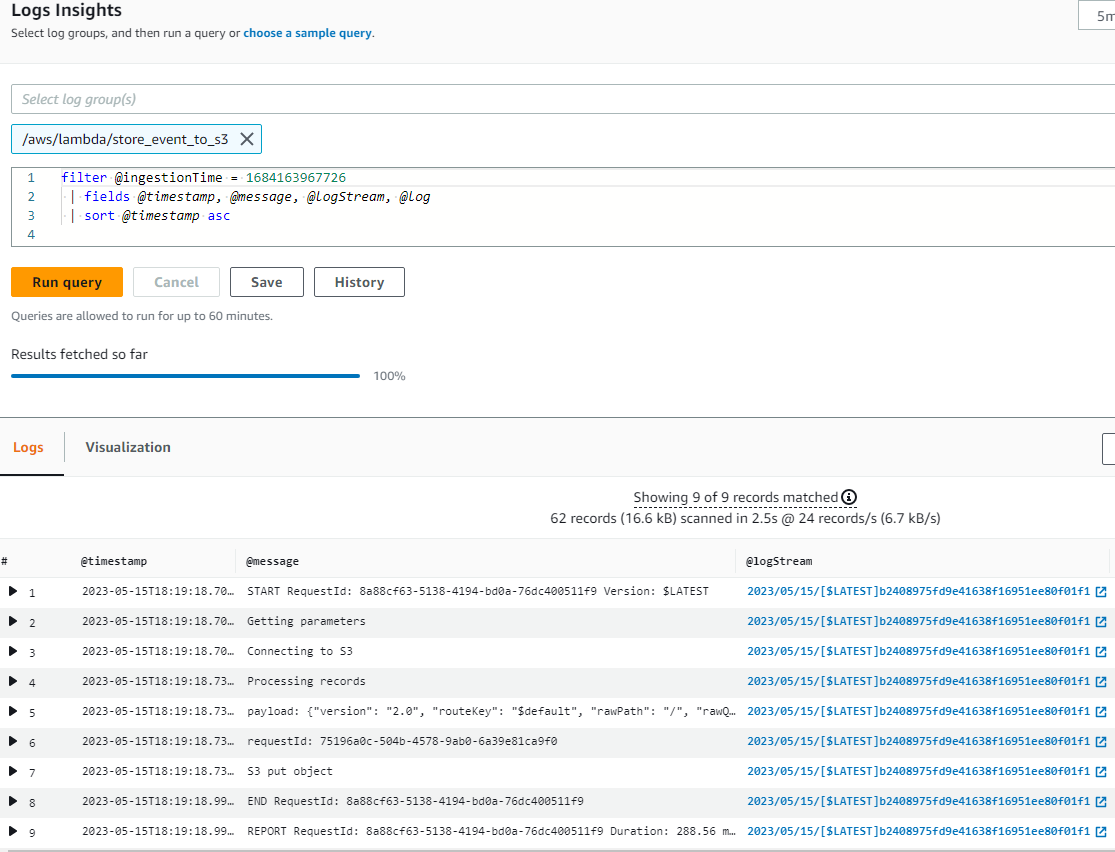 Logs Insights
5m
Select log groups, and then run a query or choose a sample query.
Select log group(s)
/aws/lambda/store_event_to_s3
1 filter @ingestionTime = 1684163967726
2 | fields @timestamp, @message, @logStream, @log
3 | sort @timestamp asc
4
Run query Cancel Save History
Queries are allowed to run for up to 60 minutes.
Results fetched so far
100%
Logs Visualization
Showing 9 of 9 records matched
62 records (16.6 kB) scanned in 2.5s @ 24 records/s (6.7 kB/s)
# @timestamp @message @logStream
1 2023-05-15T18:19:18.70… START RequestId: 8a88cf63-5138-4194-bd0a-76dc400511f9 Version: $LATEST 2023/05/15/[$LATEST]b2408975fd9e41638f16951ee80f01f1
2 2023-05-15T18:19:18.70… Getting parameters 2023/05/15/[$LATEST]b2408975fd9e41638f16951ee80f01f1
3 2023-05-15T18:19:18.70… Connecting to S3 2023/05/15/[$LATEST]b2408975fd9e41638f16951ee80f01f1
4 2023-05-15T18:19:18.73… Processing records 2023/05/15/[$LATEST]b2408975fd9e41638f16951ee80f01f1
5 2023-05-15T18:19:18.73… payload: {"version": "2.0", "routeKey": "$default", "rawPath": "/", "rawQ… 2023/05/15/[$LATEST]b2408975fd9e41638f16951ee80f01f1
6 2023-05-15T18:19:18.73… requestId: 75196a0c-504b-4578-9ab0-6a39e81ca9f0 2023/05/15/[$LATEST]b2408975fd9e41638f16951ee80f01f1
7 2023-05-15T18:19:18.73… S3 put object 2023/05/15/[$LATEST]b2408975fd9e41638f16951ee80f01f1
8 2023-05-15T18:19:18.99… END RequestId: 8a88cf63-5138-4194-bd0a-76dc400511f9 2023/05/15/[$LATEST]b2408975fd9e41638f16951ee80f01f1
9 2023-05-15T18:19:18.99… REPORT RequestId: 8a88cf63-5138-4194-bd0a-76dc400511f9 Duration: 288.56 m… 2023/05/15/[$LATEST]b2408975fd9e41638f16951ee80f01f1